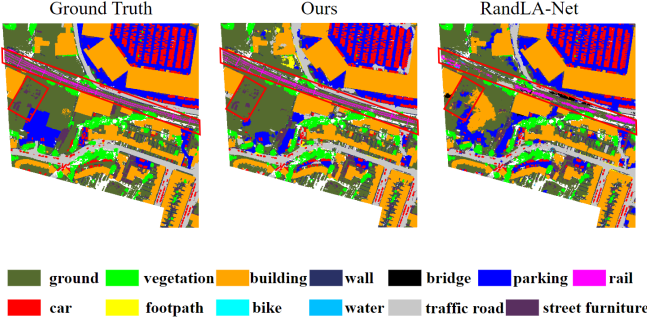 Ground Truth Ours RandLA-Net
ground vegetation building wall bridge parking rail
car footpath bike water traffic road street furniture